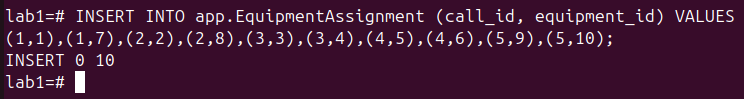 lab1=# INSERT INTO app.EquipmentAssignment (call_id, equipment_id) VALUES
(1,1),(1,7),(2,2),(2,8),(3,3),(3,4),(4,5),(4,6),(5,9),(5,10);
INSERT 0 10
lab1=#